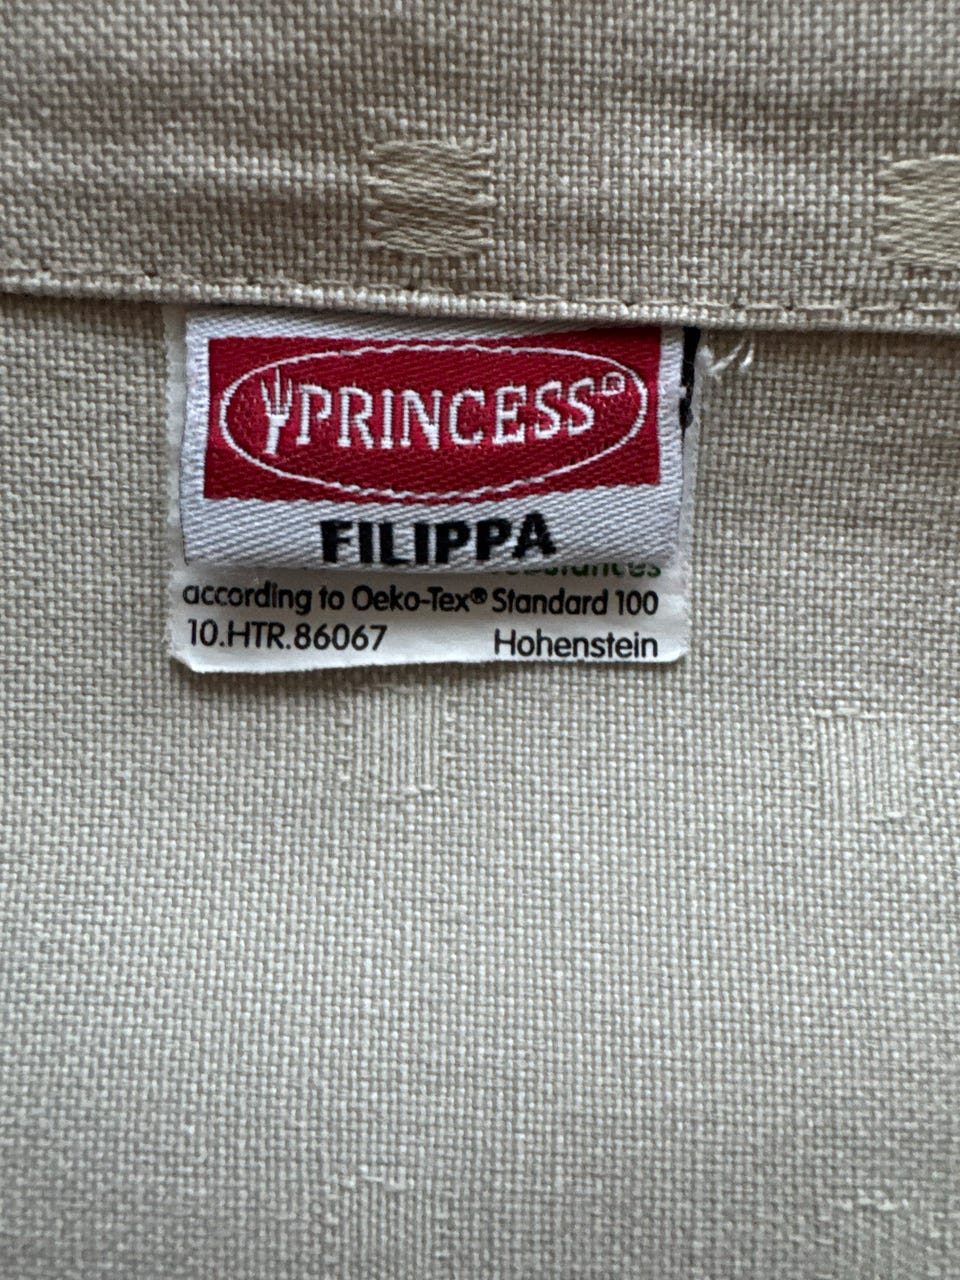 PRINCESS
FILIPPA
according to Oeko-Tex® Standard 100
10.HTR.86067 Hohenstein